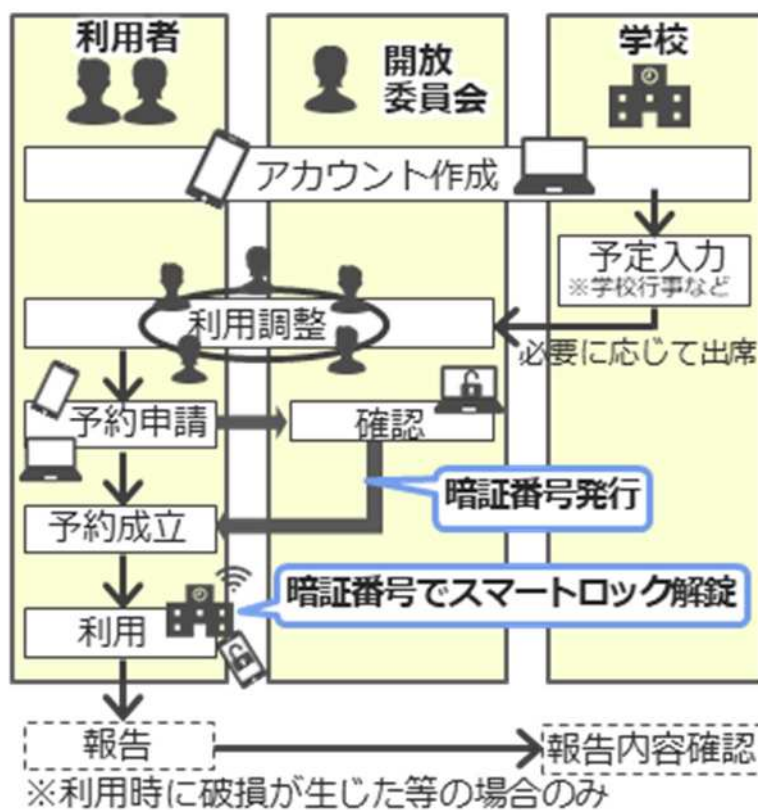 利用者
開放
委員会
学校
アカウント作成
予定入力
※学校行事など
利用調整
必要に応じて出席
予約申請
確認
暗証番号発行
予約成立
暗証番号でスマートロック解錠
利用
報告
報告内容確認
※利用時に破損が生じた等の場合のみ